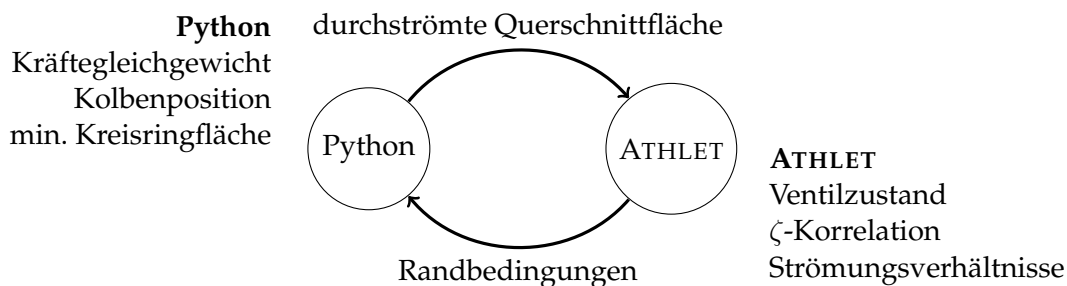 Python
Kräftegleichgewicht
Kolbenposition
min. Kreisringfläche
durchströmte Querschnittfläche
Python
ATHLET
Randbedingungen
ATHLET
Ventilzustand
ζ-Korrelation
Strömungsverhältnisse